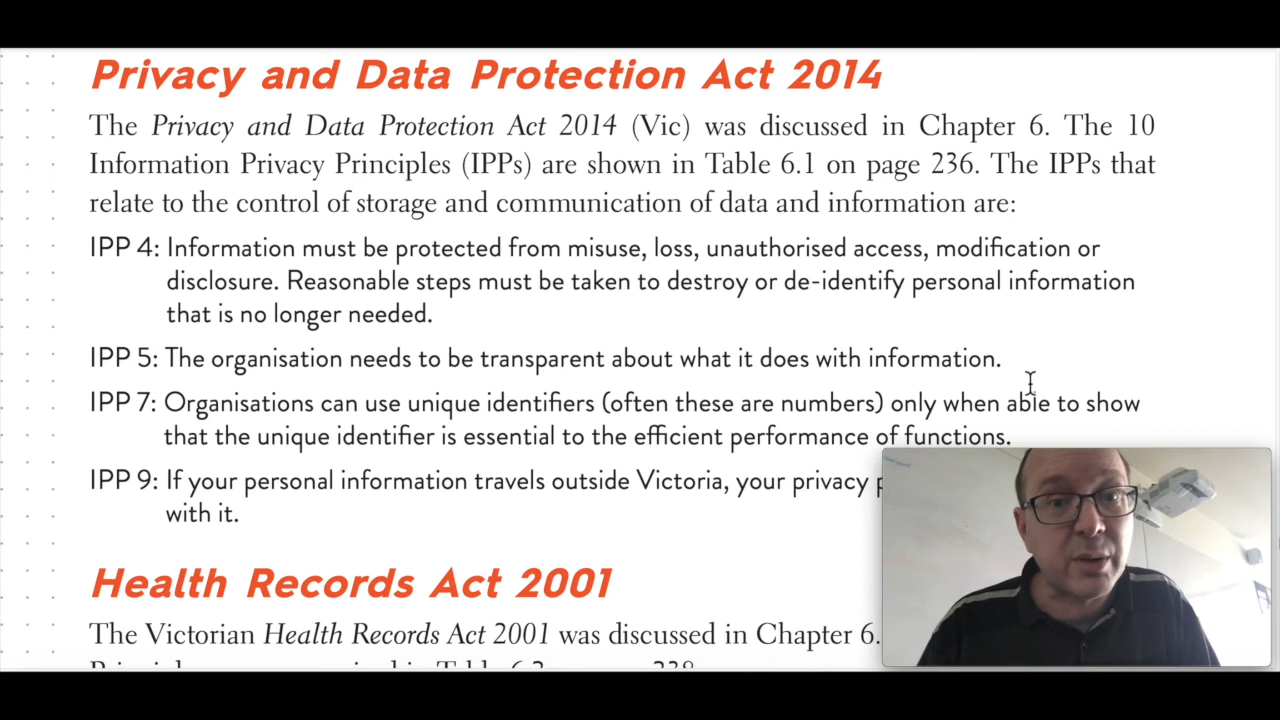 Privacy and Data Protection Act 2014
The Privacy and Data Protection Act 2014 (Vic) was discussed in Chapter 6. The 10
Information Privacy Principles (IPPs) are shown in Table 6.1 on page 236. The IPPs that
relate to the control of storage and communication of data and information are:
IPP 4: Information must be protected from misuse, loss, unauthorised access, modification or
disclosure. Reasonable steps must be taken to destroy or de-identify personal information
that is no longer needed.
IPP 5: The organisation needs to be transparent about what it does with information.
IPP 7: Organisations can use unique identifiers (often these are numbers) only when able to show
that the unique identifier is essential to the efficient performance of functions.
IPP 9: If your personal information travels outside Victoria, your privacy
with it.
Health Records Act 2001
The Victorian Health Records Act 2001 was discussed in Chapter 6.